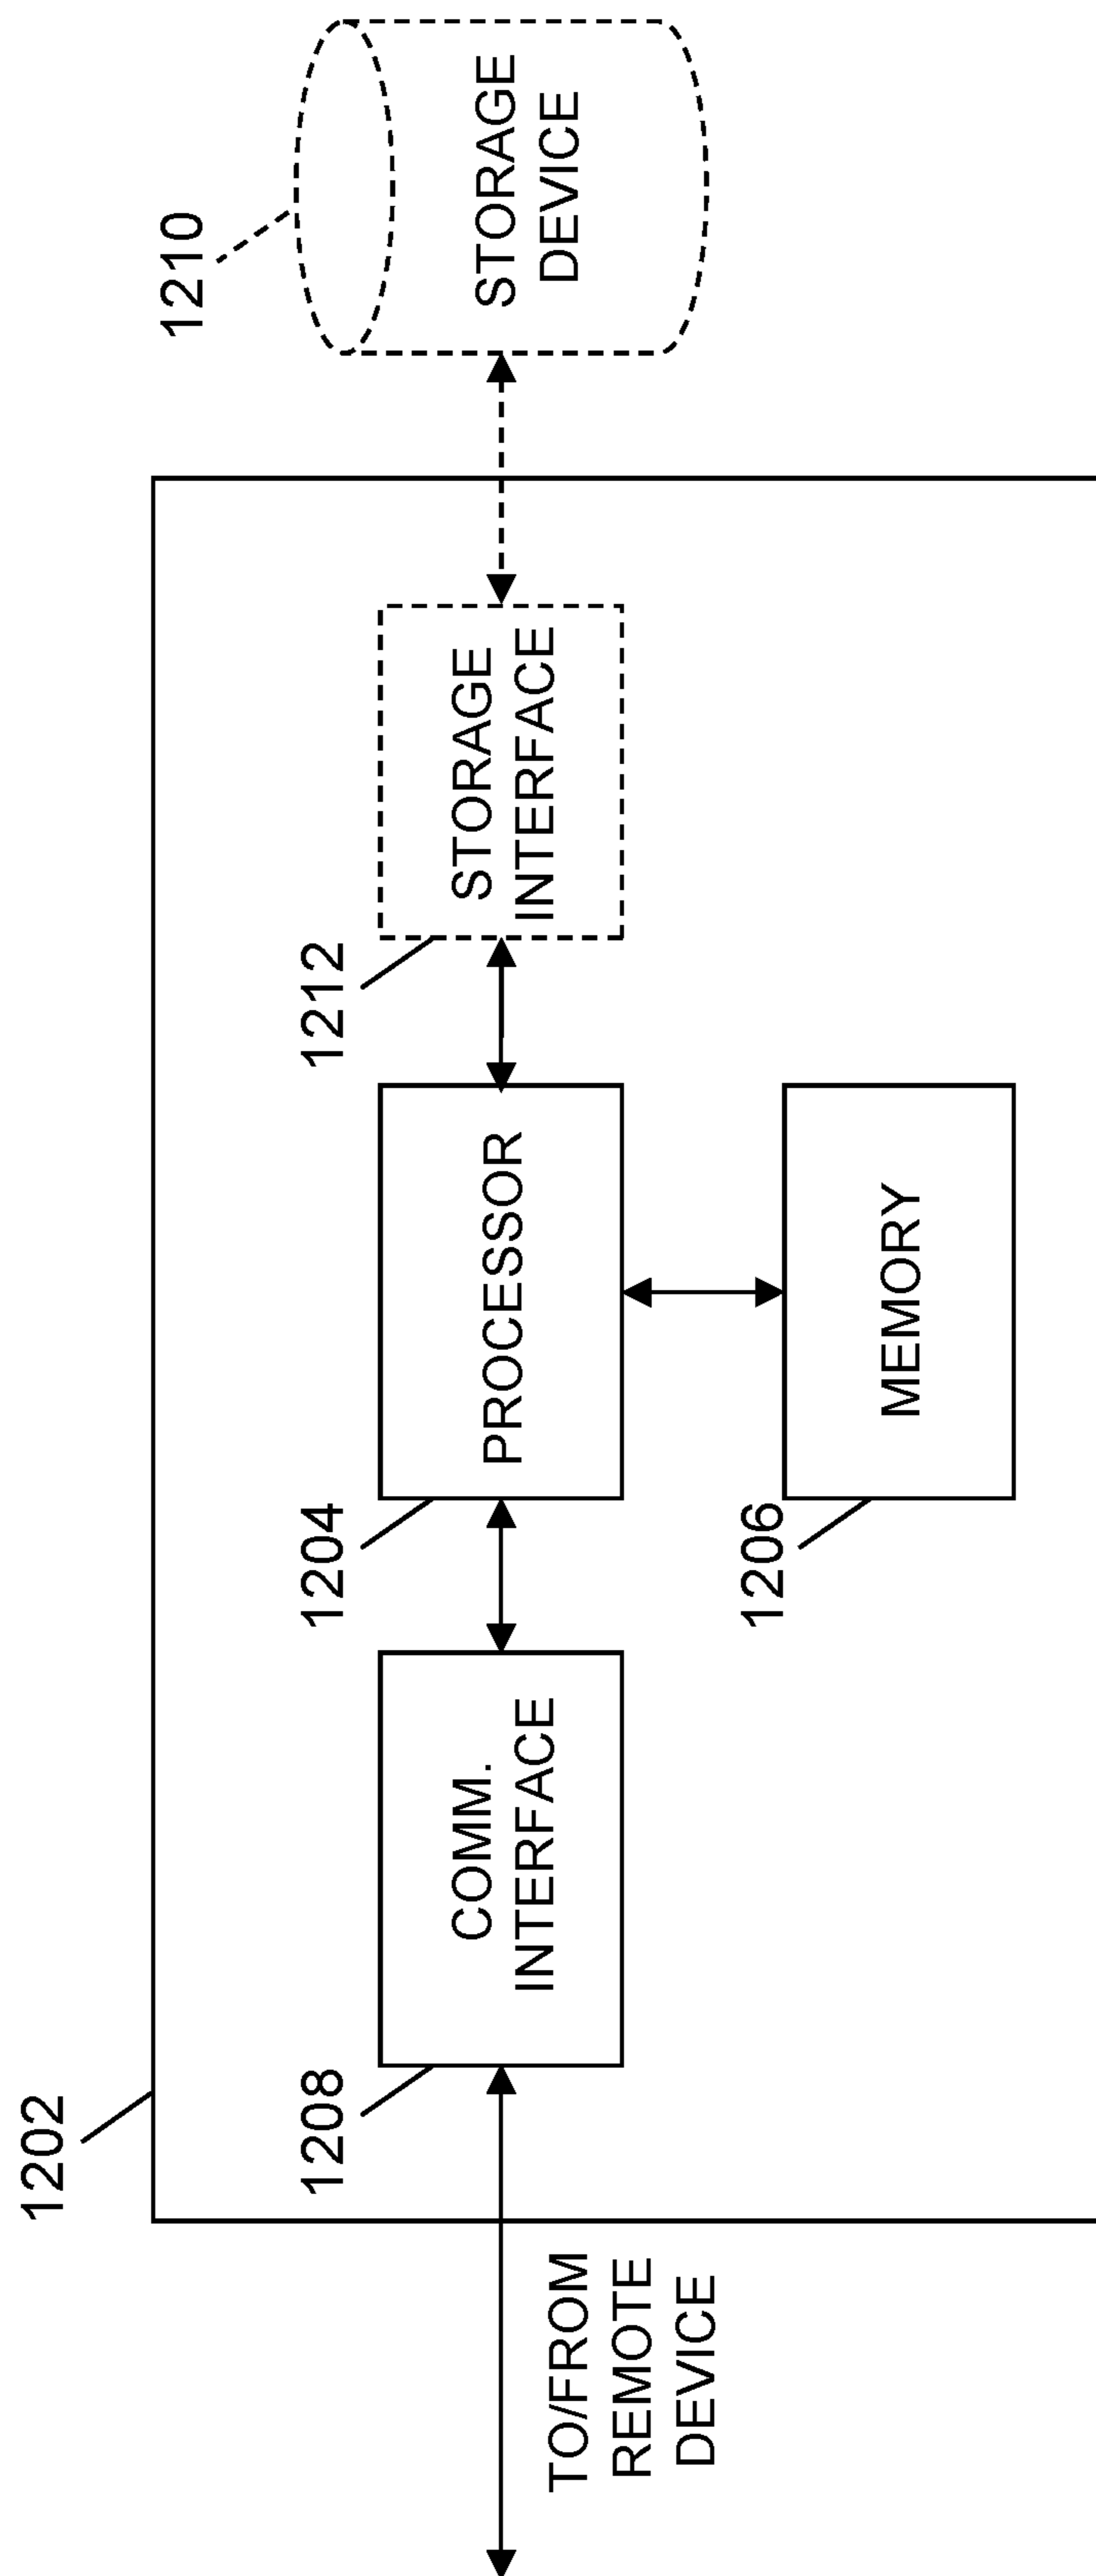 1202
1208
COMM.
INTERFACE
1204
PROCESSOR
1212
STORAGE
INTERFACE
1210
STORAGE
DEVICE
1206
MEMORY
TO/FROM
REMOTE
DEVICE